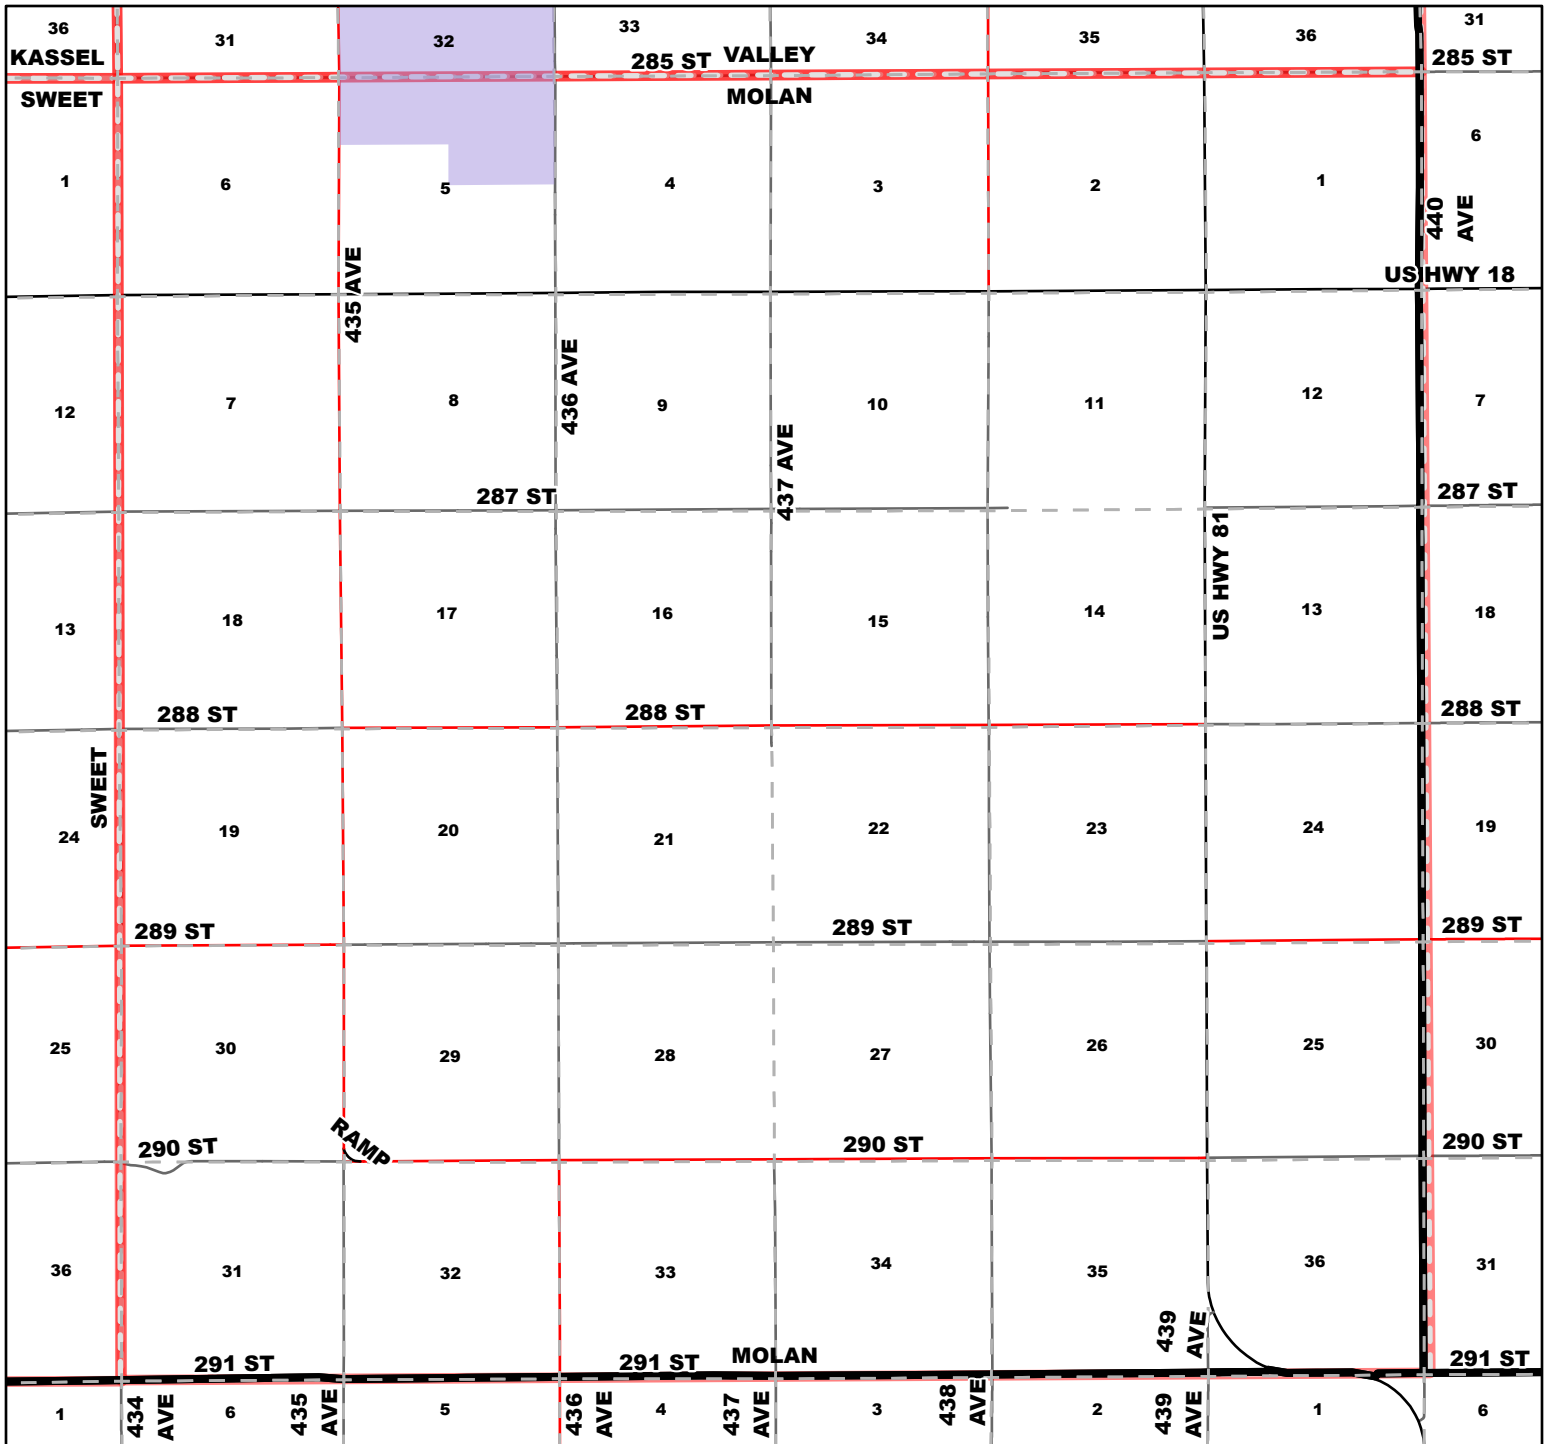 36
31
32
33
34
35
36
31
KASSEL
285 ST
VALLEY
285 ST
SWEET
MOLAN
1
6
5
4
3
2
1
6
440 AVE
435 AVE
US HWY 18
12
7
8
436 AVE
9
10
11
12
7
437 AVE
287 ST
287 ST
US HWY 81
13
18
17
16
15
14
13
18
288 ST
288 ST
288 ST
SWEET
24
19
20
21
22
23
24
19
289 ST
289 ST
289 ST
25
30
29
28
27
26
25
30
290 ST
RAMP
290 ST
290 ST
36
31
32
33
34
35
36
31
439 AVE
291 ST
291 ST
MOLAN
291 ST
1
434 AVE
6
435 AVE
5
436 AVE
4
437 AVE
3
438 AVE
2
439 AVE
1
6